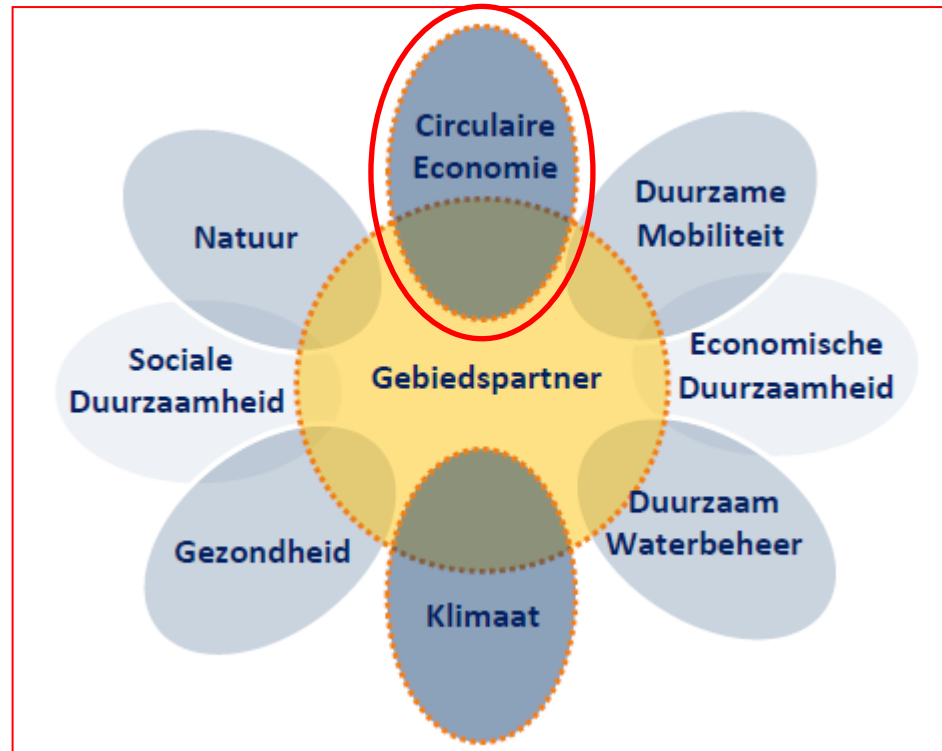 Circulaire
Economie
Duurzame
Mobiliteit
Natuur
Sociale
Duurzaamheid
Gebiedspartner
Economische
Duurzaamheid
Gezondheid
Duurzaam
Waterbeheer
Klimaat